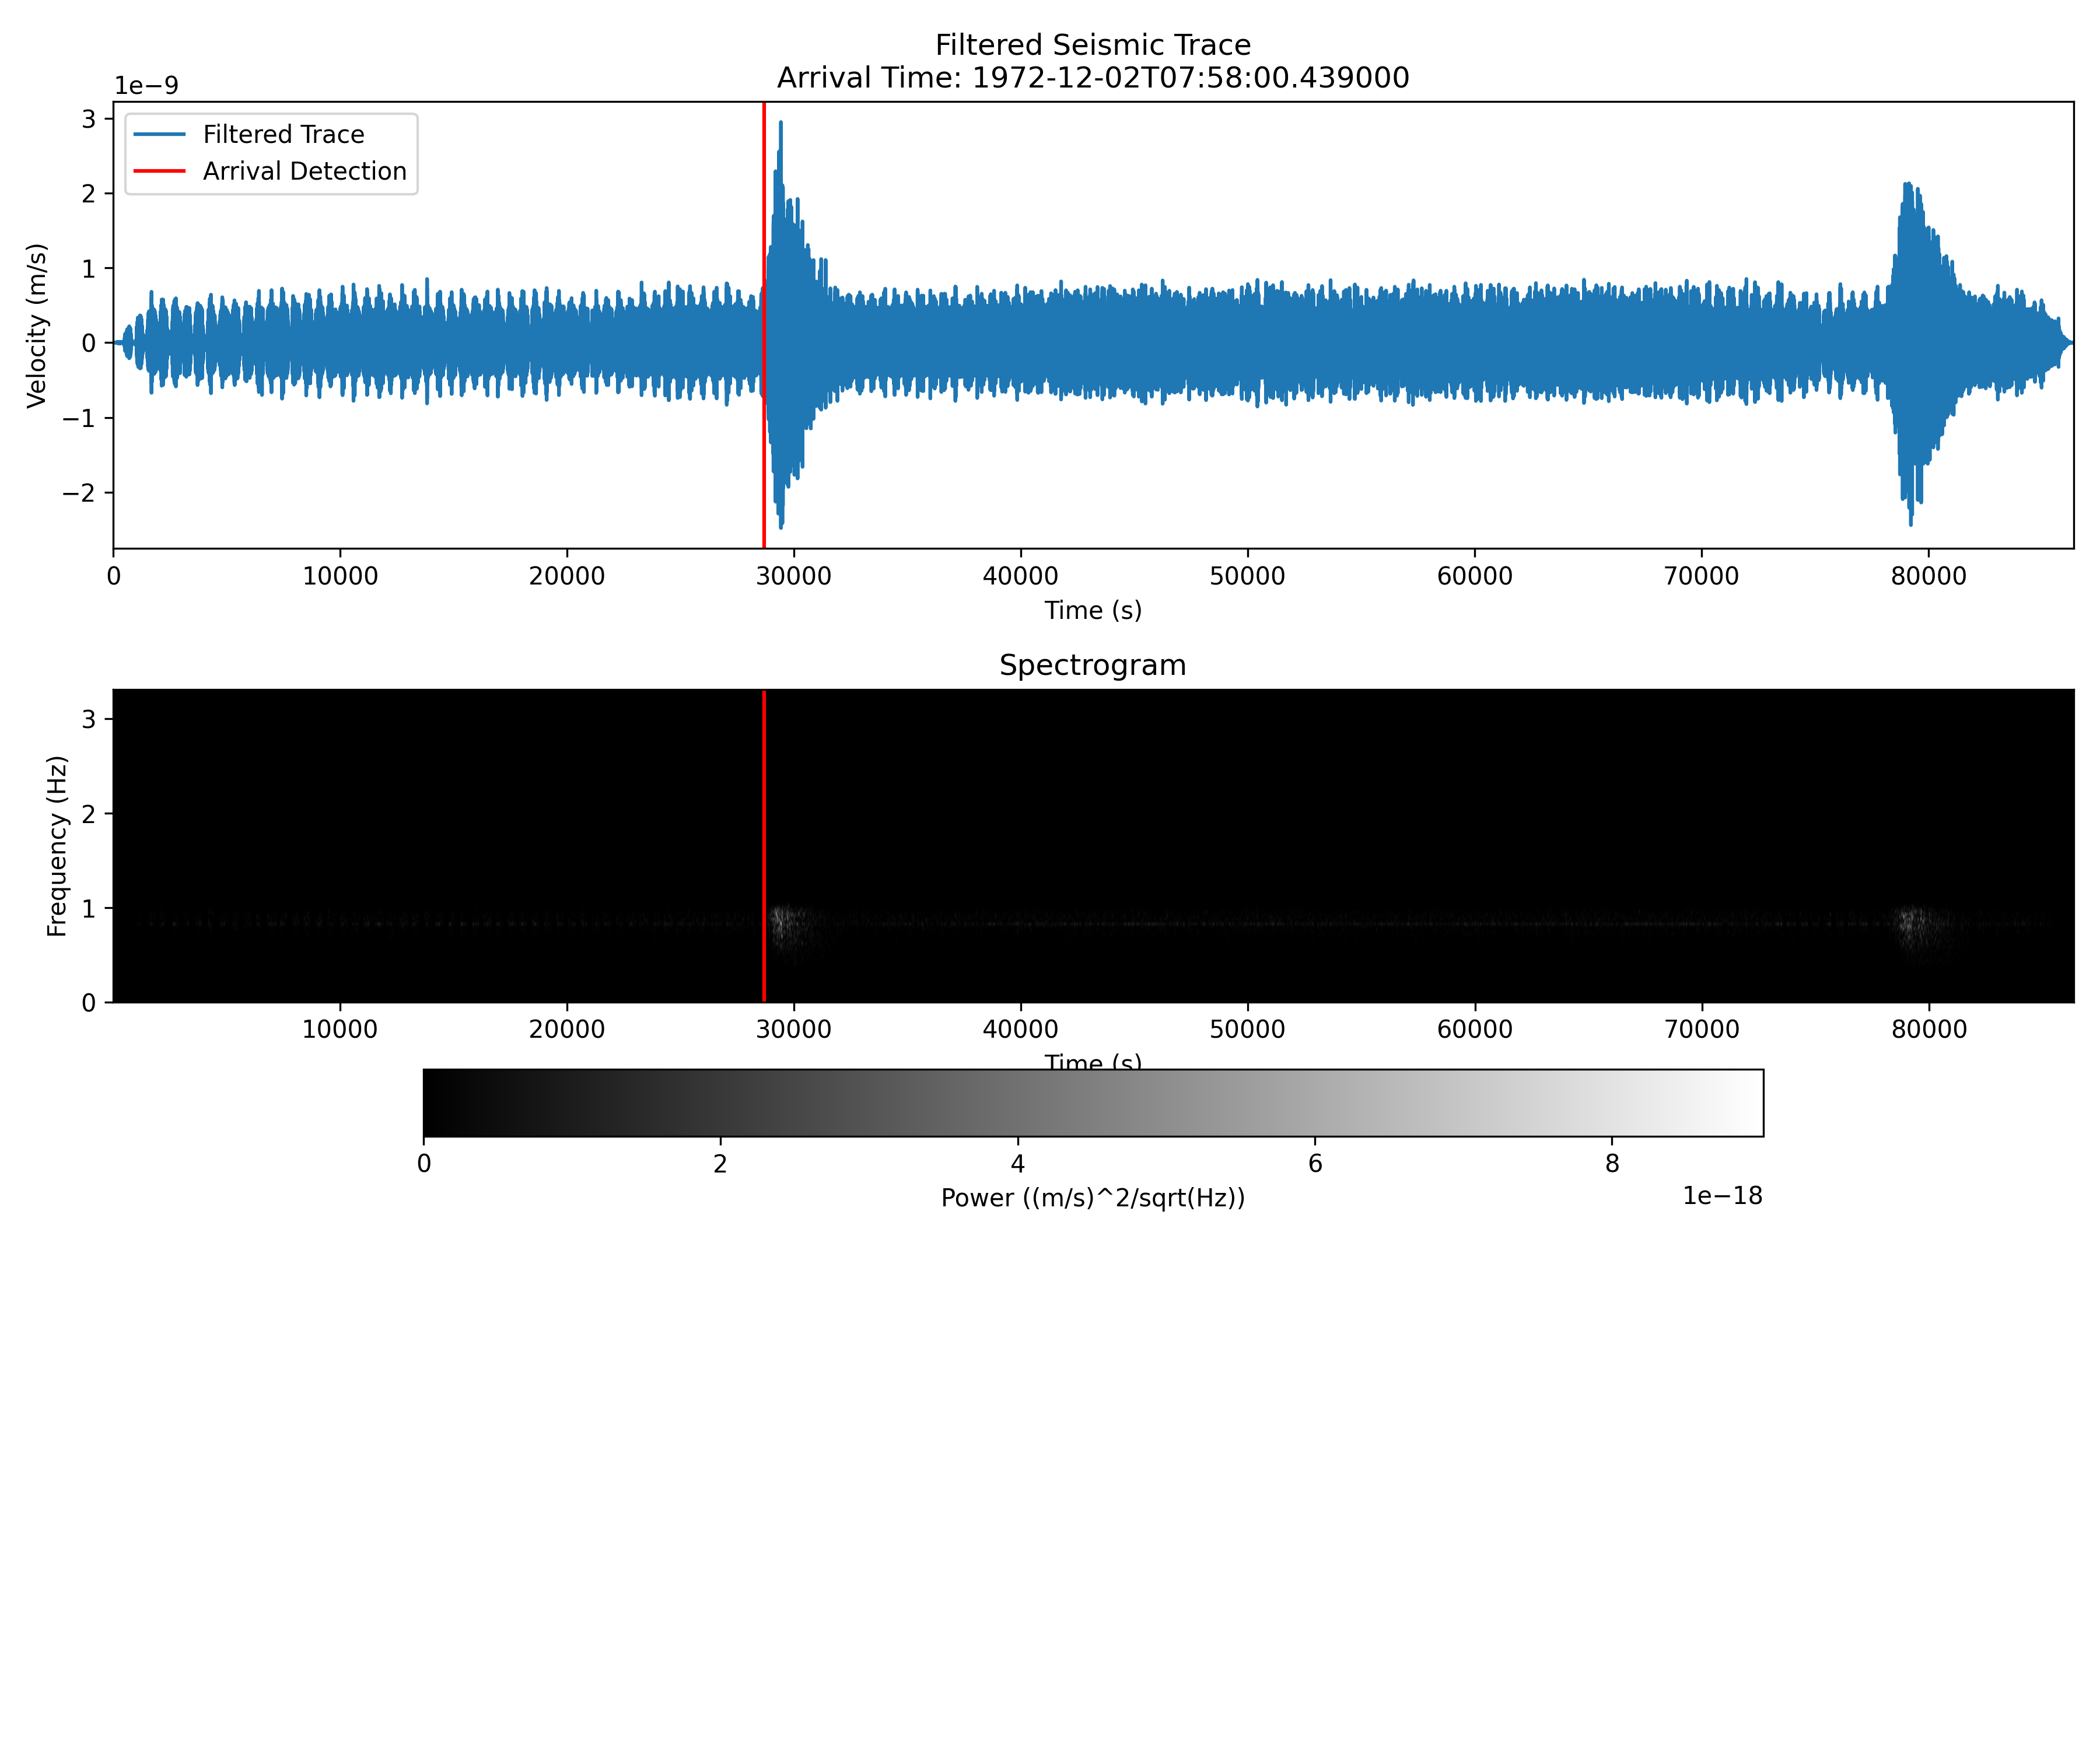 Filtered Seismic Trace
Arrival Time: 1972-12-02T07:58:00.439000
1e−9
Filtered Trace
Arrival Detection
Velocity (m/s)
3
2
1
0
−1
−2
0 10000 20000 30000 40000 50000 60000 70000 80000
Time (s)
Spectrogram
Frequency (Hz)
3
2
1
0
10000 20000 30000 40000 50000 60000 70000 80000
Time (s)
0 2 4 6 8
Power ((m/s)^2/sqrt(Hz))
1e−18